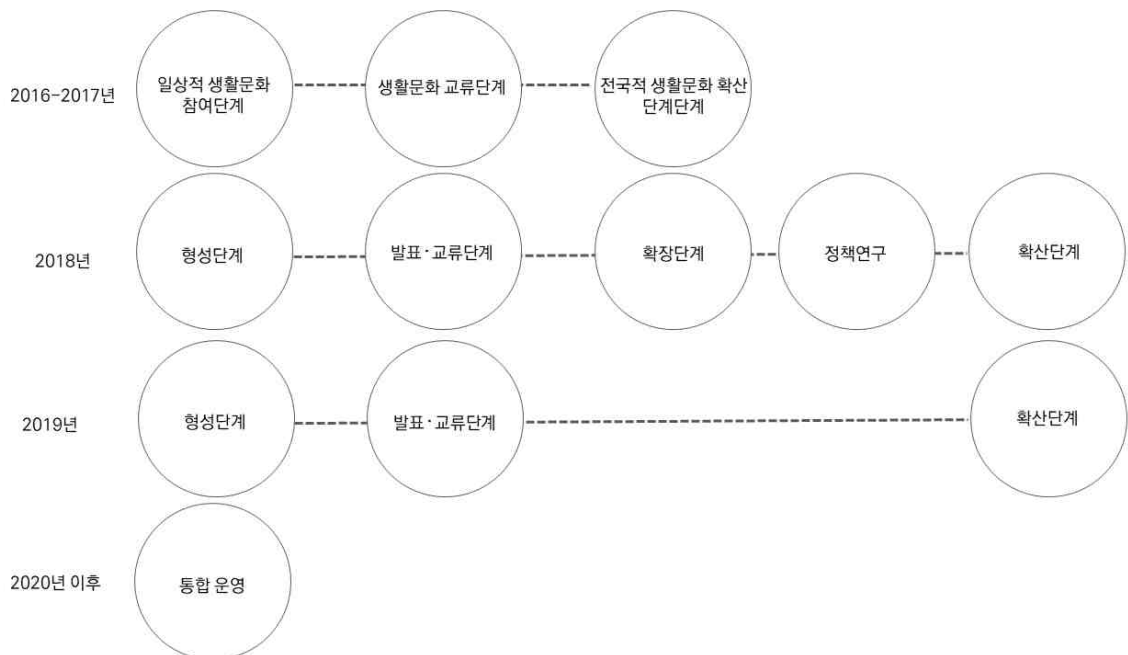 2016-2017년
일상적 생활문화
참여단계
생활문화 교류단계
전국적 생활문화 확산
단계단계
2018년
형성단계
발표·교류단계
확장단계
정책연구
확산단계
2019년
형성단계
발표·교류단계
확산단계
2020년 이후
통합 운영